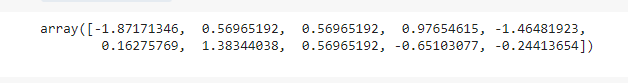 array([-1.87171346,  0.56965192,  0.56965192,  0.97654615, -1.46481923,
        0.16275769,  1.38344038,  0.56965192, -0.65103077, -0.24413654])